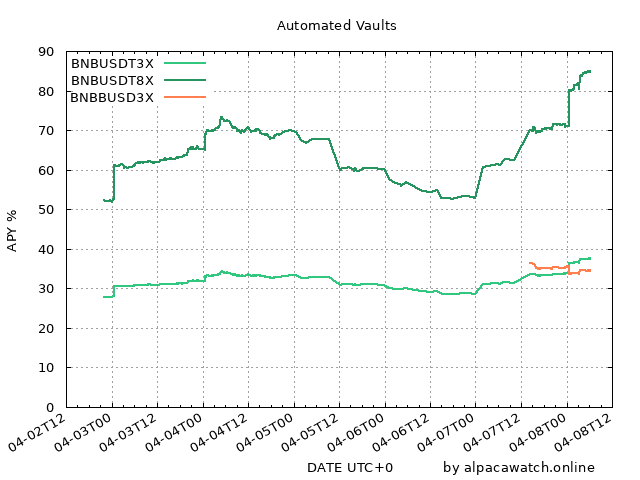 Automated Vaults
BNBUSDT3X
BNBUSDT8X
BNBBUSD3X
APY %
90
80
70
60
50
40
30
20
10
0
04-02T12
04-03T00
04-03T12
04-04T00
04-04T12
04-05T00
04-05T12
04-06T00
04-06T12
04-07T00
04-07T12
04-08T00
04-08T12
DATE UTC+0
by alpacawatch.online